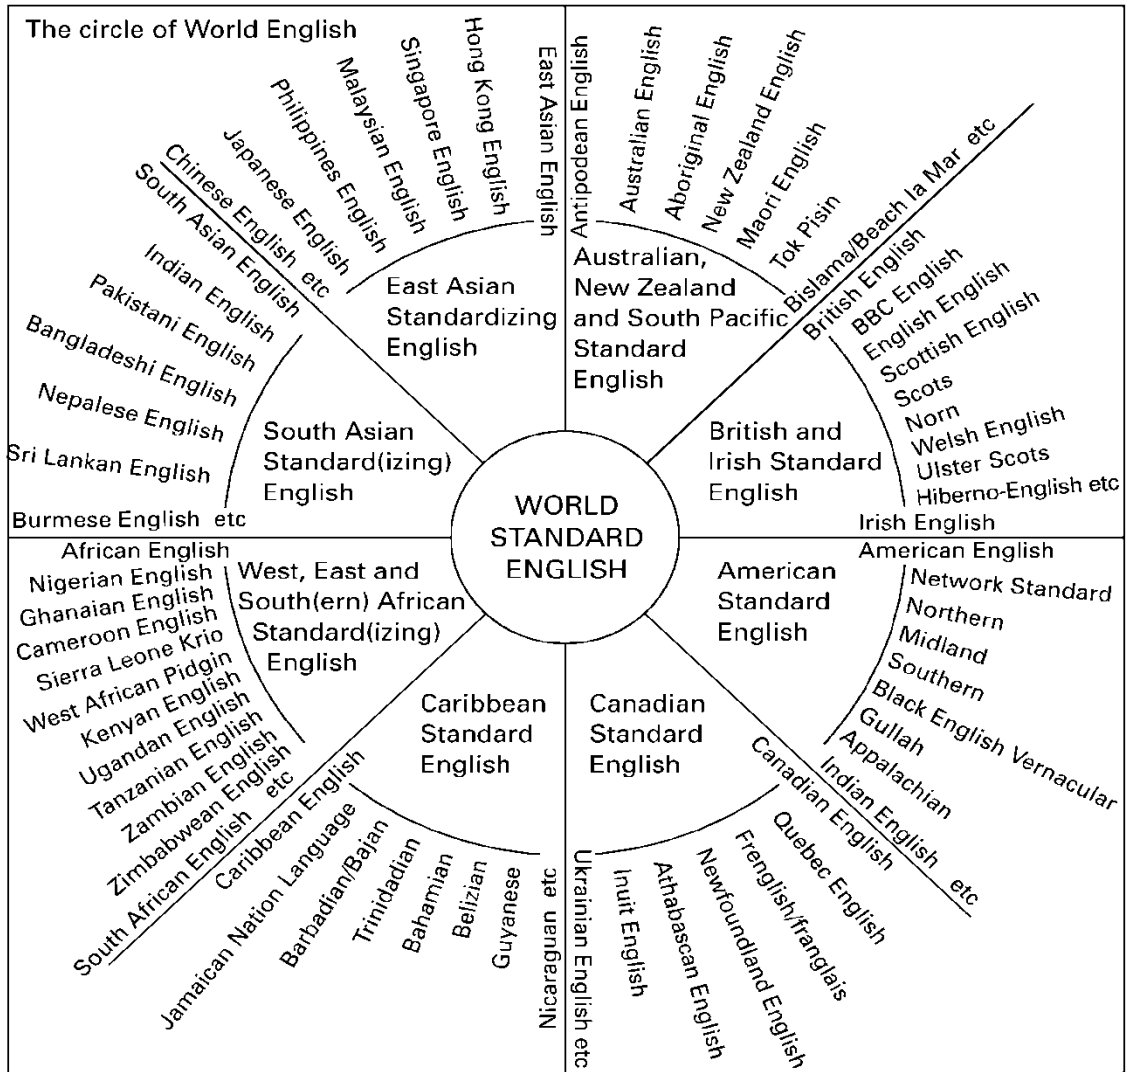 The circle of World English
WORLD
STANDARD
ENGLISH
East Asian
Standardizing
English
East Asian English
Hong Kong English
Singapore English
Malaysian English
Philippines English
Japanese English
Chinese English etc
Australian,
New Zealand
and South Pacific
Standard
English
Antipodean English
Australian English
Aboriginal English
New Zealand English
Maori English
Tok Pisin
Bislama/Beach la Mar etc
British and
Irish Standard
English
British English
BBC English
English English
Scottish English
Scots
Norn
Welsh English
Ulster Scots
Hiberno-English etc
Irish English
American
Standard
English
American English
Network Standard
Northern
Midland
Southern
Black English Vernacular
Gullah
Appalachian
Indian English etc
Canadian
Standard
English
Canadian English
Quebec English
Frenglish/franglais
Newfoundland English
Athabascan English
Inuit English
Ukrainian English etc
Caribbean
Standard
English
Caribbean English
Jamaican Nation Language
Barbadian/Bajan
Trinidadian
Bahamian
Belizian
Guyanese
Nicaraguan etc
West, East and
South(ern) African
Standard(izing)
English
African English
Nigerian English
Ghanaian English
Cameroon English
Sierra Leone Krio
West African Pidgin
Kenyan English
Ugandan English
Tanzanian English
Zambian English
Zimbabwean English
South African English etc
South Asian
Standard(izing)
English
South Asian English
Indian English
Pakistani English
Bangladeshi English
Nepalese English
Sri Lankan English
Burmese English etc